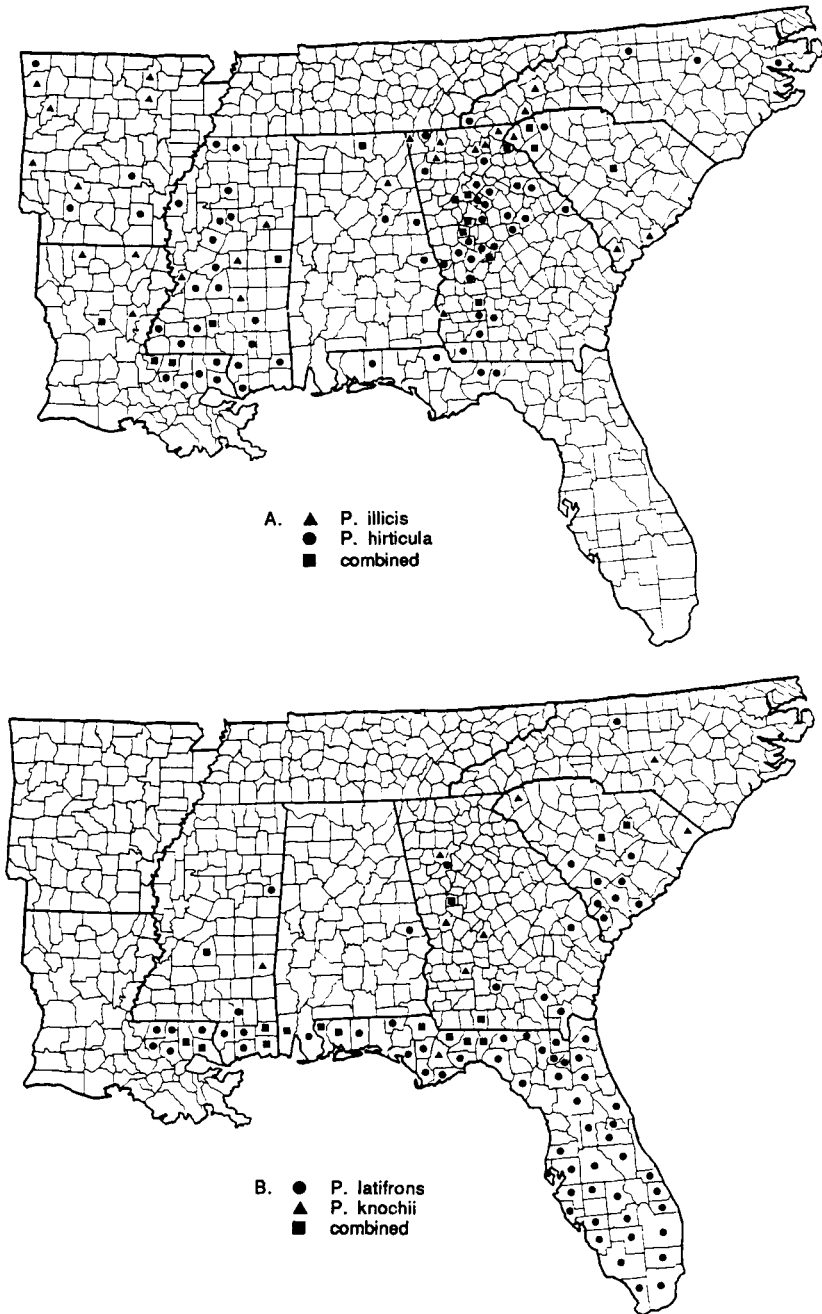 A. ▲ P. illicis
● P. hirticula
■ combined
B. ● P. latifrons
▲ P. knochii
■ combined